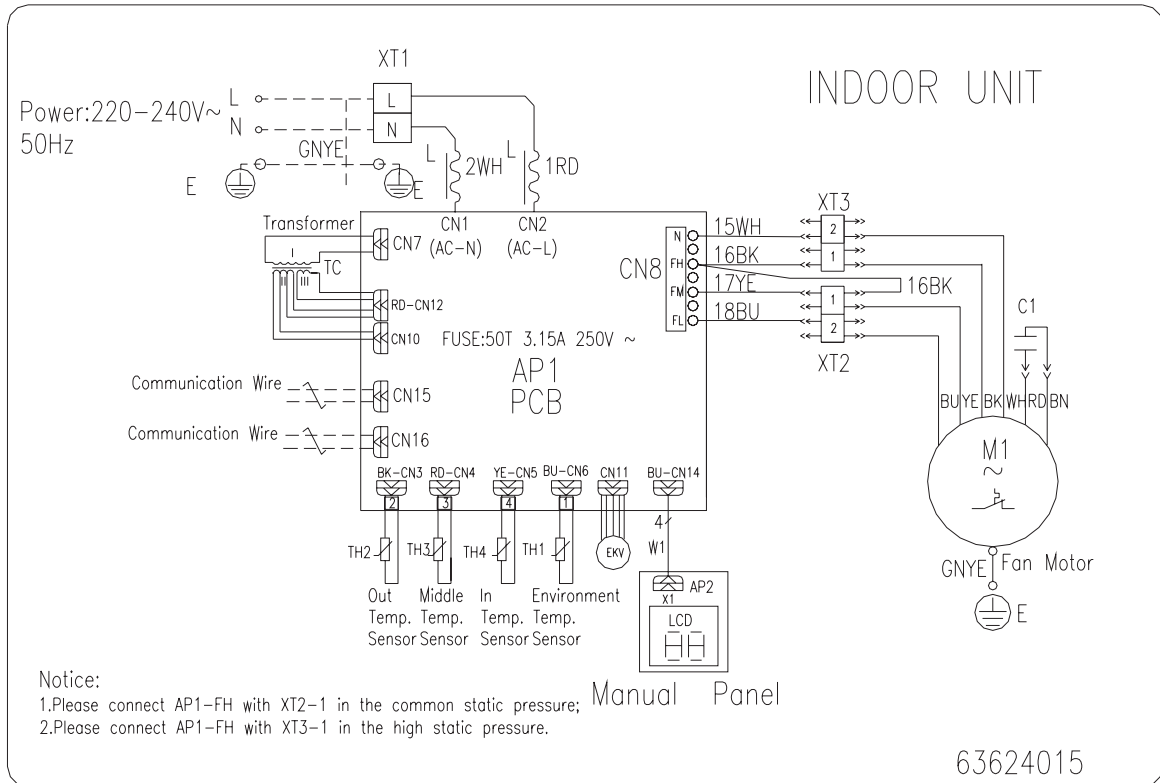 INDOOR UNIT
XT1
Power:220-240V~
50Hz
L
N
L
N
GNYE
E
E
L
2WH
L
1RD
Transformer
I
II
III
TC
CN7
CN1
(AC-N)
CN2
(AC-L)
RD-CN12
CN10
FUSE:50T 3.15A 250V ~
AP1
PCB
CN8
N
FH
FM
FL
15WH
16BK
17YE
18BU
16BK
XT3
2
1
1
2
XT2
C1
Communication Wire
CN15
Communication Wire
CN16
BU YE BK WH RD BN
M1
~
GNYE
Fan Motor
E
BK-CN3 RD-CN4 YE-CN5 BU-CN6 CN11 BU-CN14
2 3 4 1
4
W1
TH2 TH3 TH4 TH1 EKV
Out Temp. Sensor
Middle Temp. Sensor
In Temp. Sensor
Environment Temp. Sensor
X1
AP2
LCD
Manual Panel
Notice:
1.Please connect AP1-FH with XT2-1 in the common static pressure;
2.Please connect AP1-FH with XT3-1 in the high static pressure.
63624015